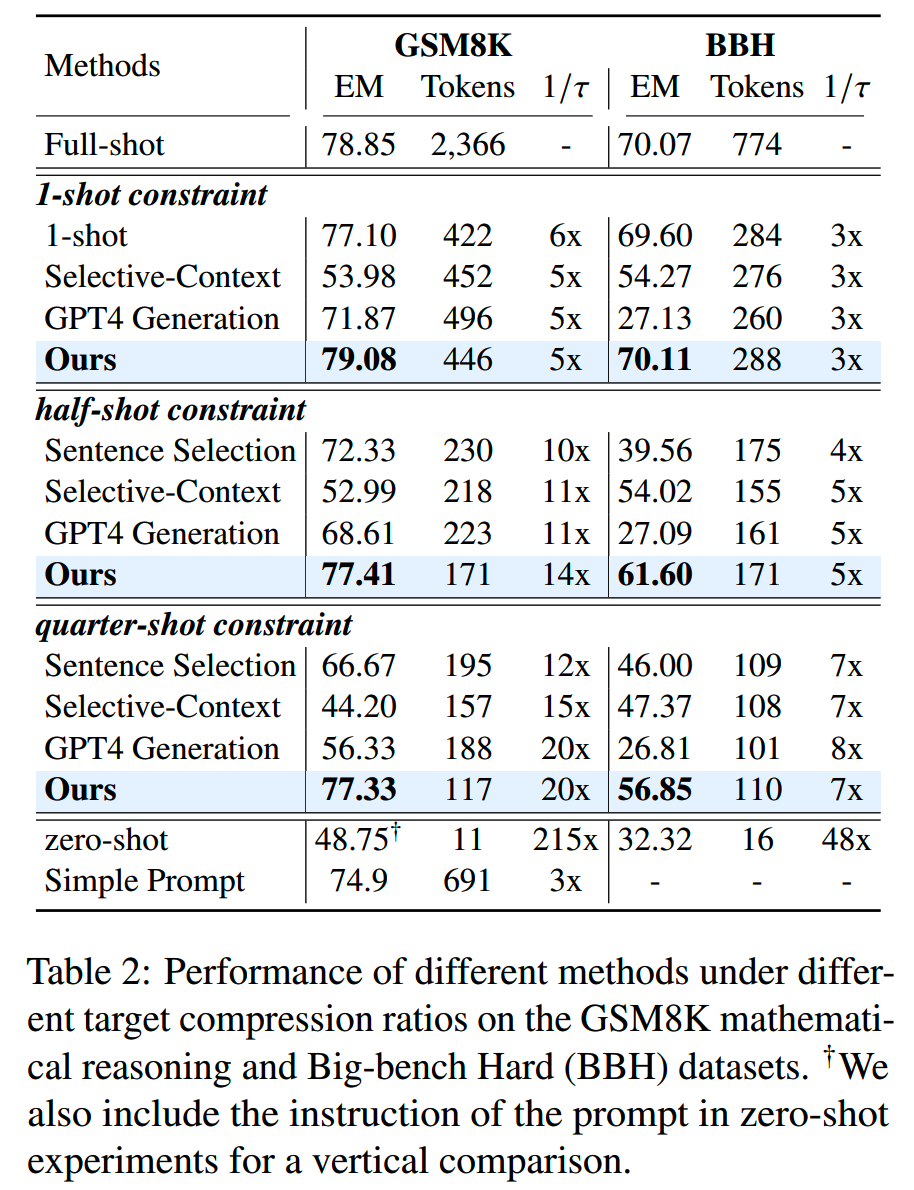 Methods GSM8K BBH
EM Tokens 1/τ EM Tokens 1/τ
Full-shot 78.85 2,366 - 70.07 774 -
1-shot constraint
1-shot 77.10 422 6x 69.60 284 3x
Selective-Context 53.98 452 5x 54.27 276 3x
GPT4 Generation 71.87 496 5x 27.13 260 3x
Ours 79.08 446 5x 70.11 288 3x
half-shot constraint
Sentence Selection 72.33 230 10x 39.56 175 4x
Selective-Context 52.99 218 11x 54.02 155 5x
GPT4 Generation 68.61 223 11x 27.09 161 5x
Ours 77.41 171 14x 61.60 171 5x
quarter-shot constraint
Sentence Selection 66.67 195 12x 46.00 109 7x
Selective-Context 44.20 157 15x 47.37 108 7x
GPT4 Generation 56.33 188 20x 26.81 101 8x
Ours 77.33 117 20x 56.85 110 7x
zero-shot 48.75† 11 215x 32.32 16 48x
Simple Prompt 74.9 691 3x - - -
Table 2: Performance of different methods under differ-
ent target compression ratios on the GSM8K mathemati-
cal reasoning and Big-bench Hard (BBH) datasets. †We
also include the instruction of the prompt in zero-shot
experiments for a vertical comparison.